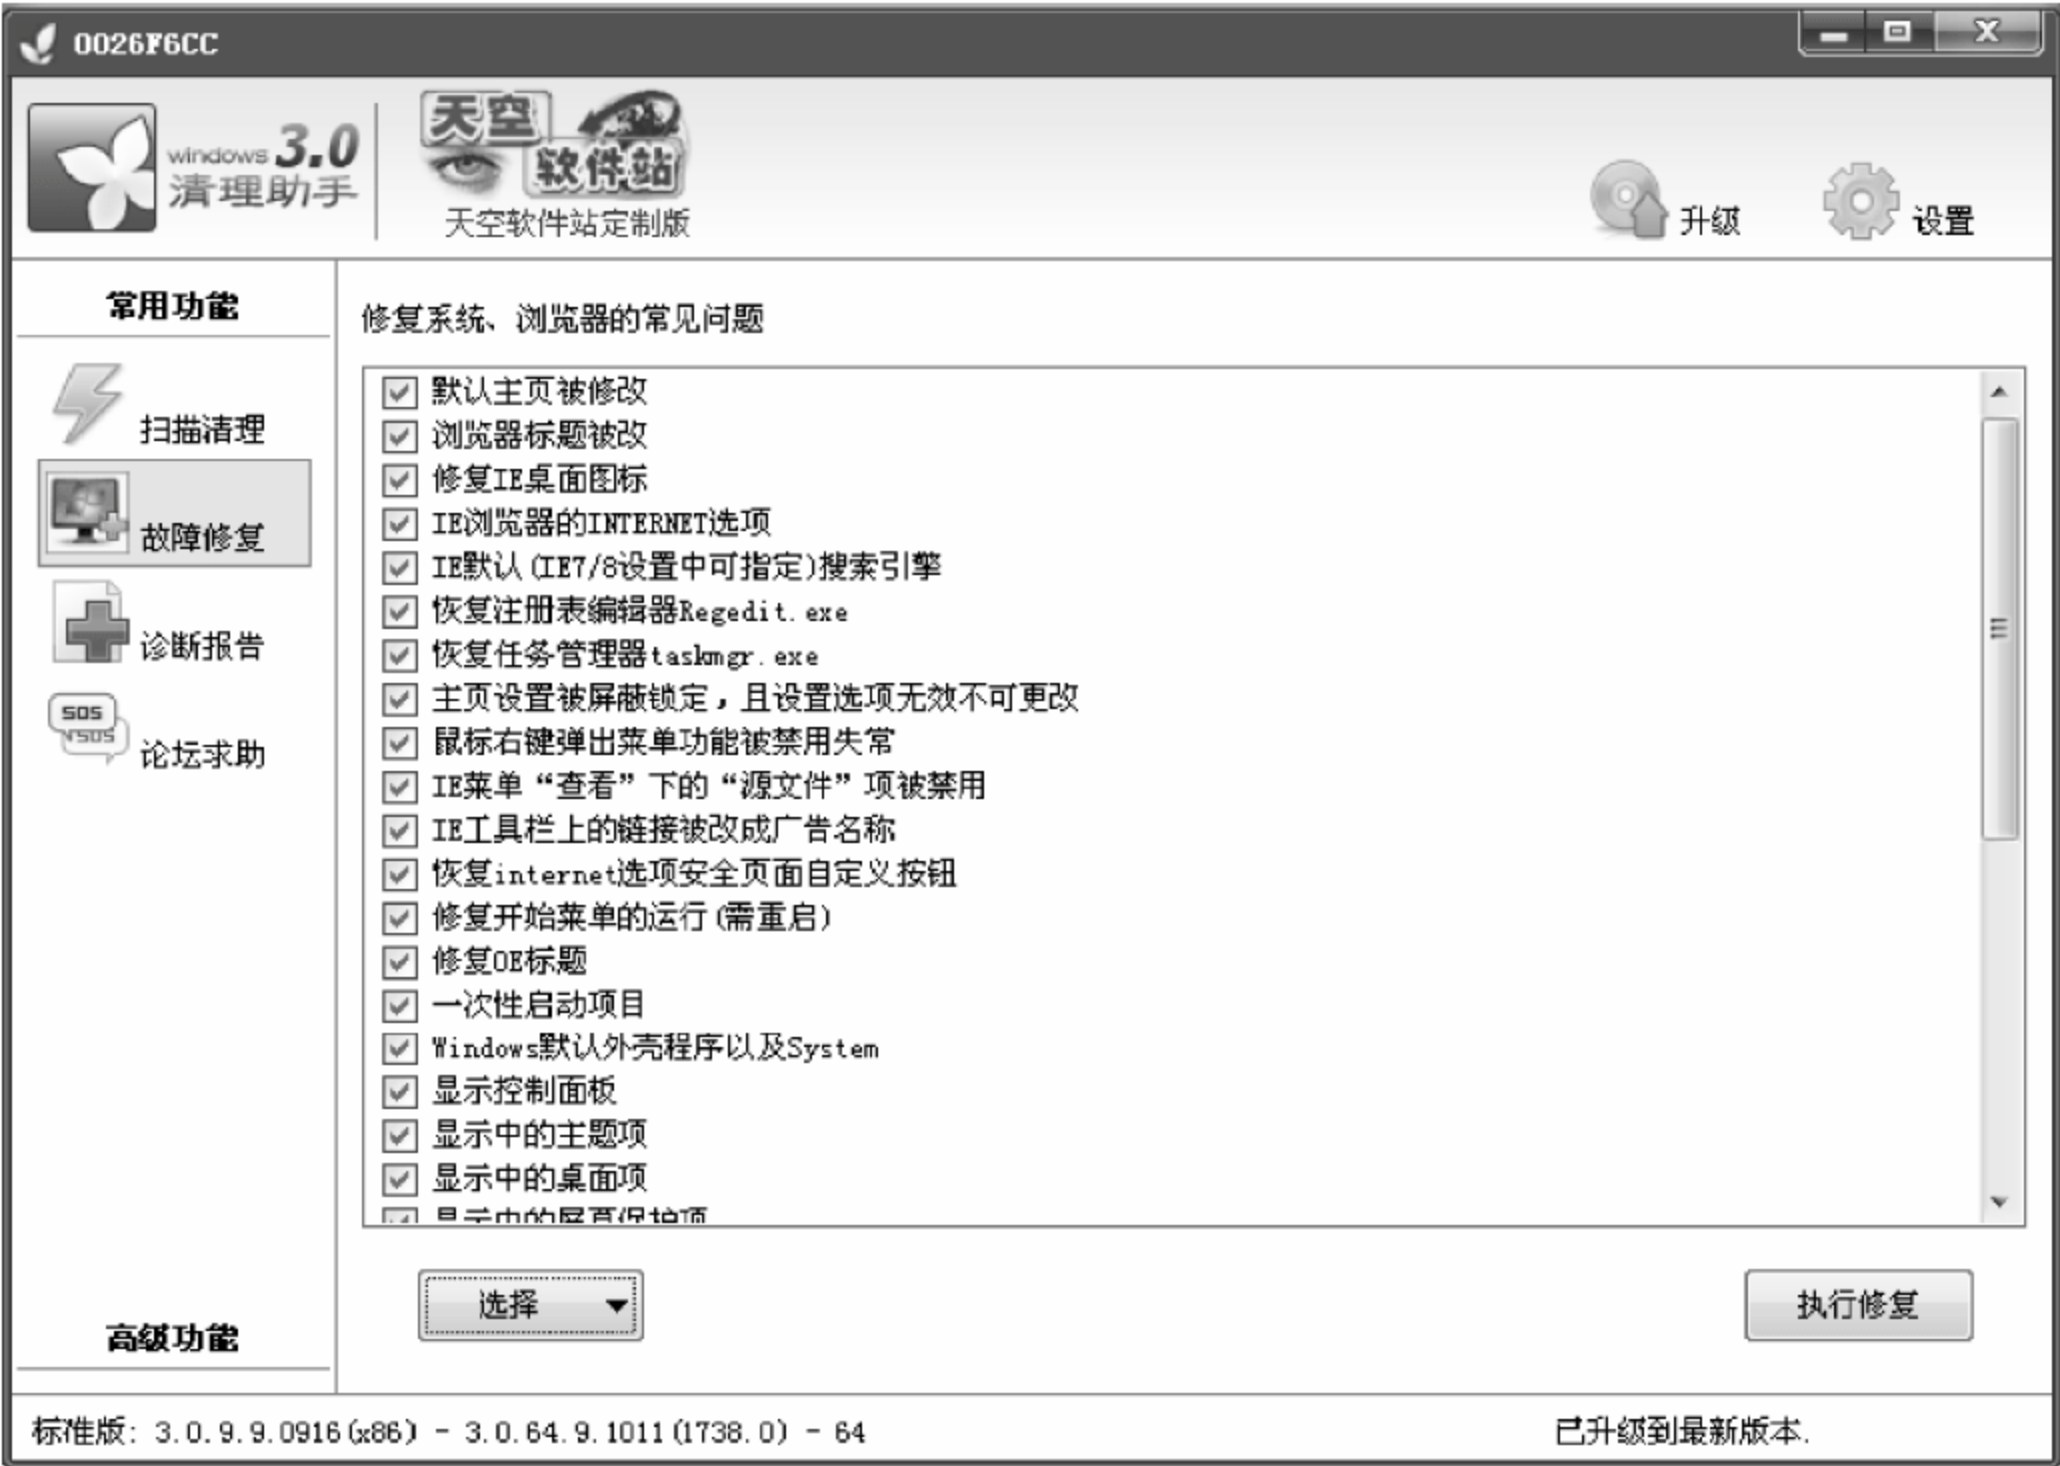 0026F6CC
windows 3.0
清理助手
天空
软件站
天空软件站定制版
升级
设置
常用功能
扫描清理
故障修复
诊断报告
SOS
SOS
论坛求助
高级功能
修复系统、浏览器的常见问题
默认主页被修改
浏览器标题被改
修复IE桌面图标
IE浏览器的INTERNET选项
IE默认(IE7/8设置中可指定)搜索引擎
恢复注册表编辑器Regedit.exe
恢复任务管理器taskmgr.exe
主页设置被屏蔽锁定，且设置选项无效不可更改
鼠标右键弹出菜单功能被禁用失常
IE菜单“查看”下的“源文件”项被禁用
IE工具栏上的链接被改成广告名称
恢复internet选项安全页面自定义按钮
修复开始菜单的运行(需重启)
修复OE标题
一次性启动项目
Windows默认外壳程序以及System
显示控制面板
显示中的主题项
显示中的桌面项
显示中的屏幕保护项
选择
执行修复
标准版: 3.0.9.9.0916(x86) - 3.0.64.9.1011(1738.0) - 64
已升级到最新版本.